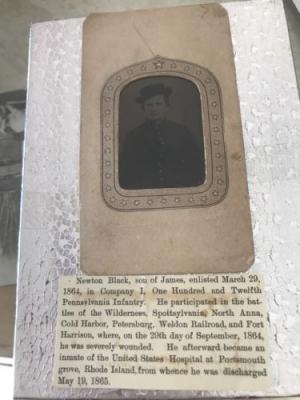 Newton Black, son of James, enlisted March 29,
1864, in Company I, One Hundred and Twelfth
Pennsylvania Infantry. He participated in the bat-
tles of the Wilderness, Spottsylvania, North Anna,
Cold Harbor, Petersburg, Weldon Railroad, and Fort
Harrison, where, on the 29th day of September, 1864,
he was severely wounded. He afterward became an
inmate of the United States Hospital at Portsmouth
grove, Rhode Island, from whence he was discharged
May 19, 1865.